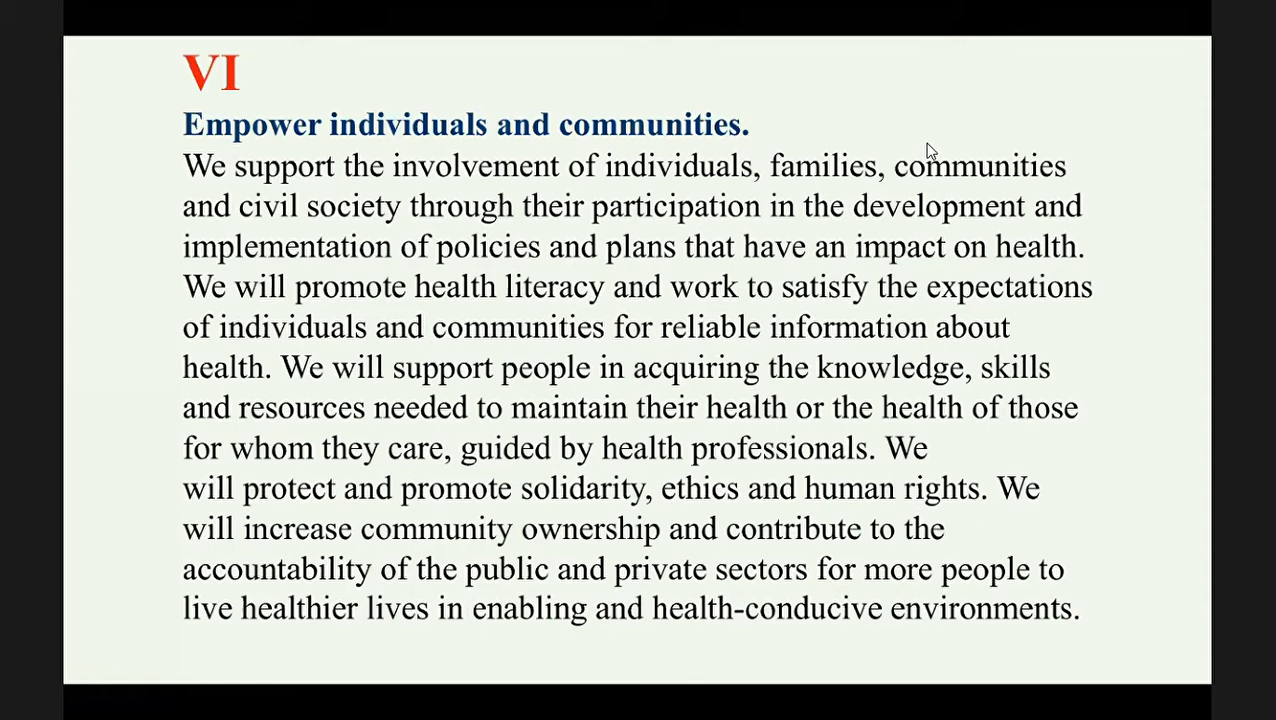 VI
Empower individuals and communities.
We support the involvement of individuals, families, communities
and civil society through their participation in the development and
implementation of policies and plans that have an impact on health.
We will promote health literacy and work to satisfy the expectations
of individuals and communities for reliable information about
health. We will support people in acquiring the knowledge, skills
and resources needed to maintain their health or the health of those
for whom they care, guided by health professionals. We
will protect and promote solidarity, ethics and human rights. We
will increase community ownership and contribute to the
accountability of the public and private sectors for more people to
live healthier lives in enabling and health-conducive environments.